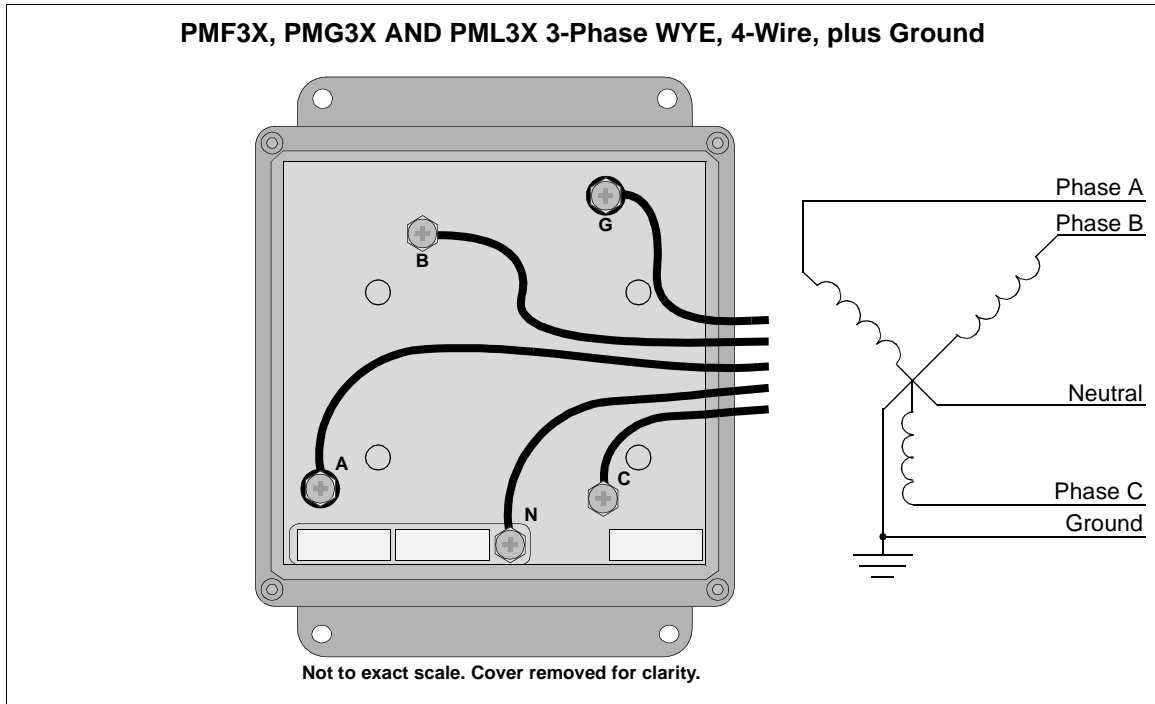 PMF3X, PMG3X AND PML3X 3-Phase WYE, 4-Wire, plus Ground
G
B
A
C
N
Phase A
Phase B
Neutral
Phase C
Ground
Not to exact scale. Cover removed for clarity.